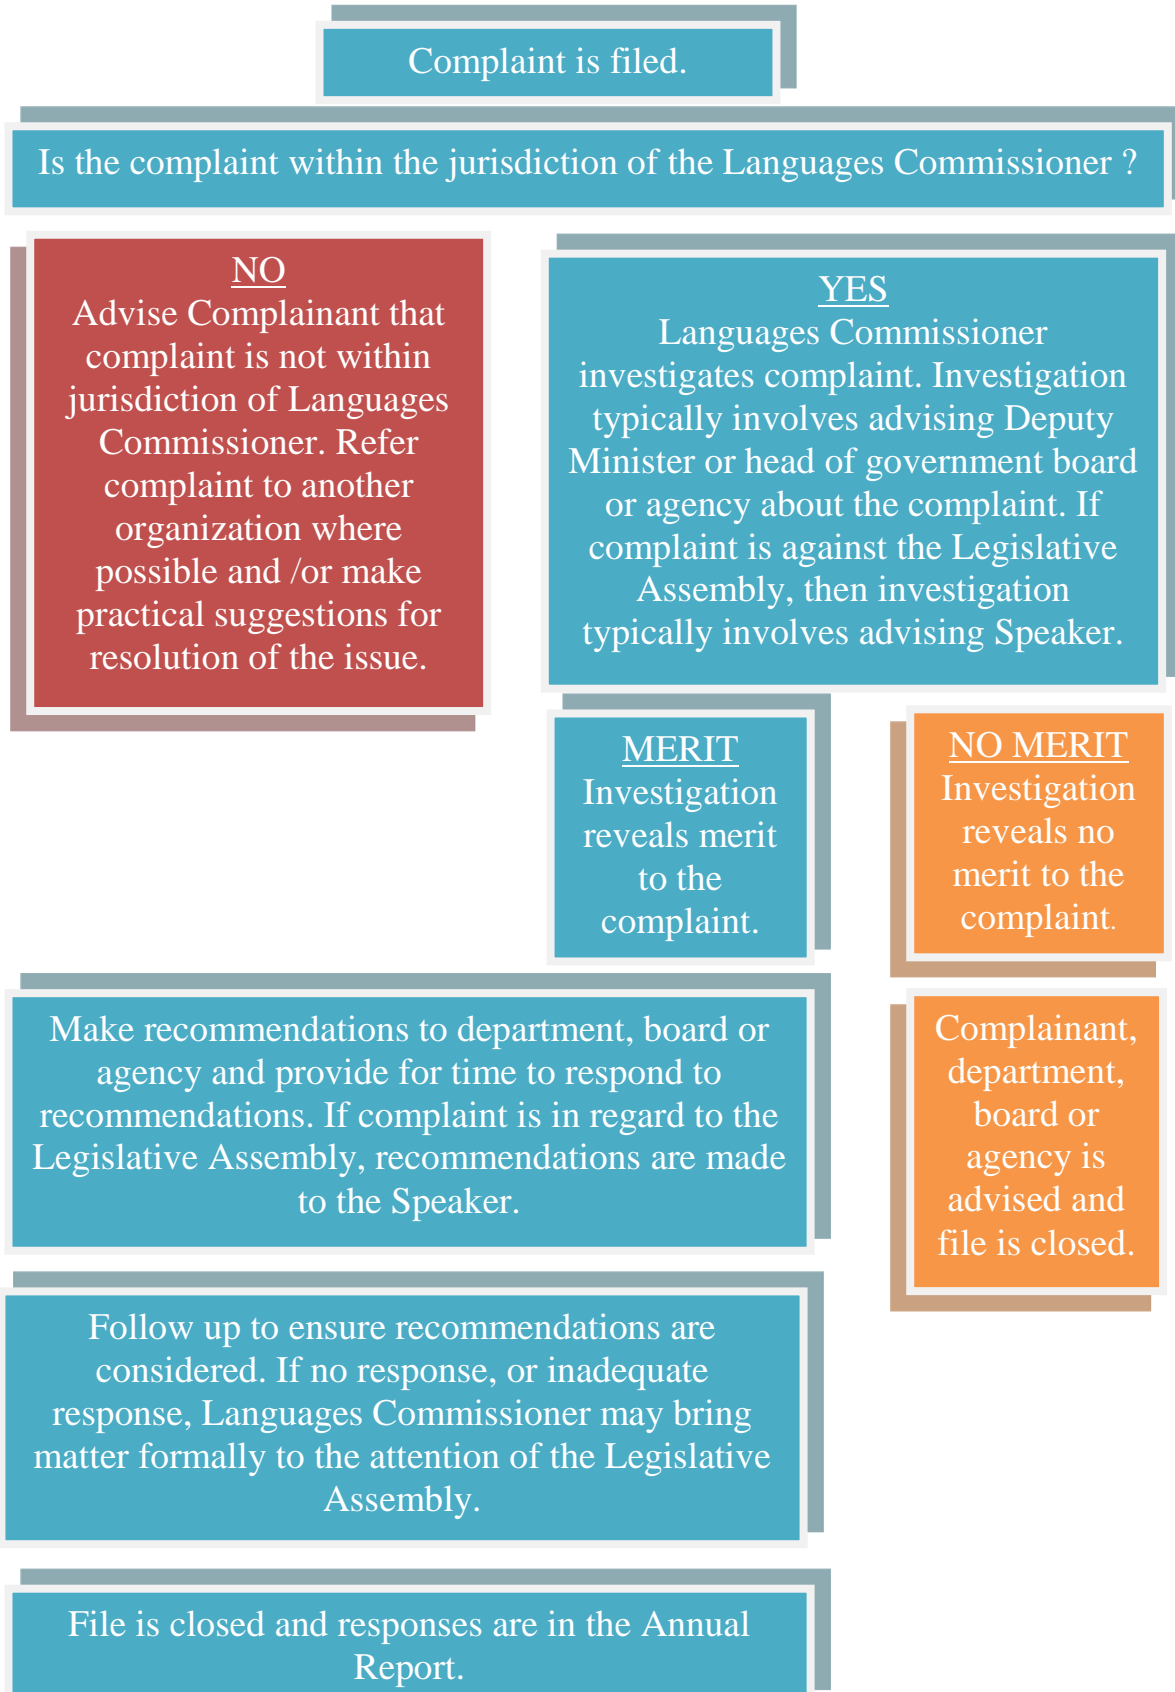 Complaint is filed.
Is the complaint within the jurisdiction of the Languages Commissioner ?
NO
Advise Complainant that
complaint is not within
jurisdiction of Languages
Commissioner. Refer
complaint to another
organization where
possible and /or make
practical suggestions for
resolution of the issue.
YES
Languages Commissioner
investigates complaint. Investigation
typically involves advising Deputy
Minister or head of government board
or agency about the complaint. If
complaint is against the Legislative
Assembly, then investigation
typically involves advising Speaker.
MERIT
Investigation
reveals merit
to the
complaint.
NO MERIT
Investigation
reveals no
merit to the
complaint.
Make recommendations to department, board or
agency and provide for time to respond to
recommendations. If complaint is in regard to the
Legislative Assembly, recommendations are made
to the Speaker.
Complainant,
department,
board or
agency is
advised and
file is closed.
Follow up to ensure recommendations are
considered. If no response, or inadequate
response, Languages Commissioner may bring
matter formally to the attention of the Legislative
Assembly.
File is closed and responses are in the Annual
Report.